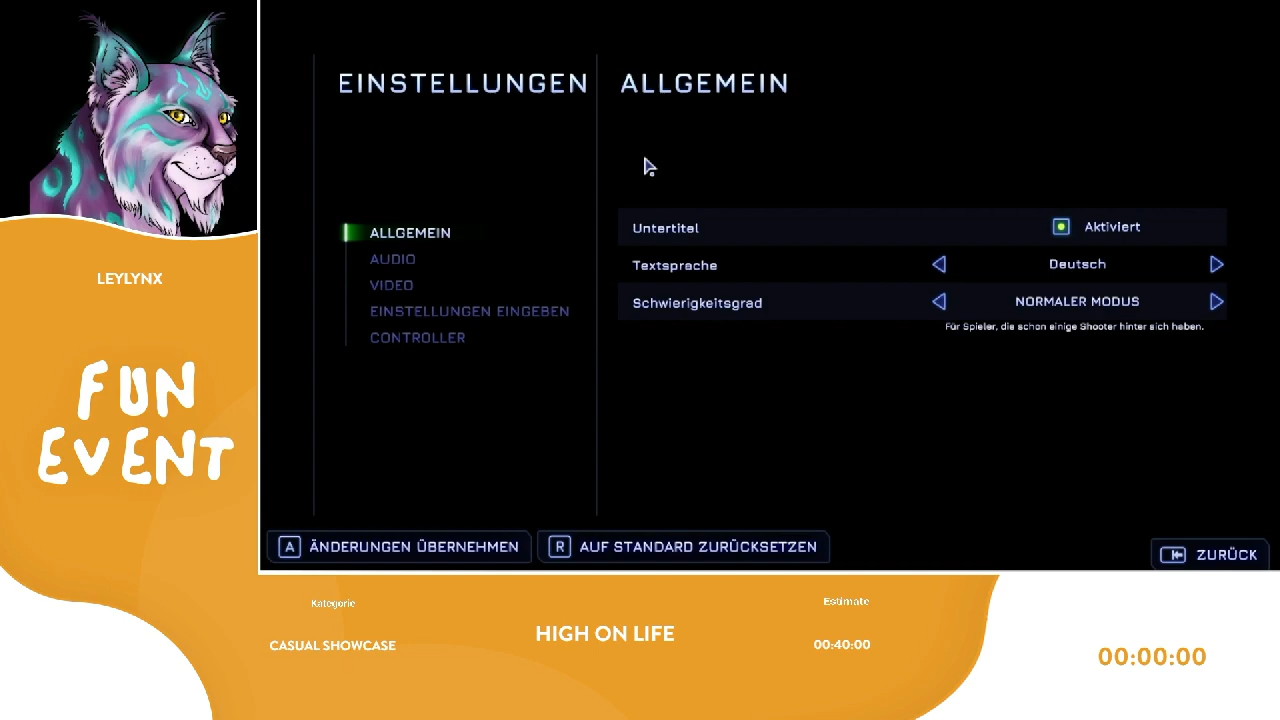 EINSTELLUNGEN
ALLGEMEIN
ALLGEMEIN
AUDIO
VIDEO
EINSTELLUNGEN EINGEBEN
CONTROLLER
Untertitel
Aktiviert
Textsprache
Deutsch
Schwierigkeitsgrad
NORMALER MODUS
Für Spieler, die schon einige Shooter hinter sich haben.
A ÄNDERUNGEN ÜBERNEHMEN
R AUF STANDARD ZURÜCKSETZEN
ZURÜCK
LEYLYNX
FUN
EVENT
Kategorie
CASUAL SHOWCASE
HIGH ON LIFE
Estimate
00:40:00
00:00:00